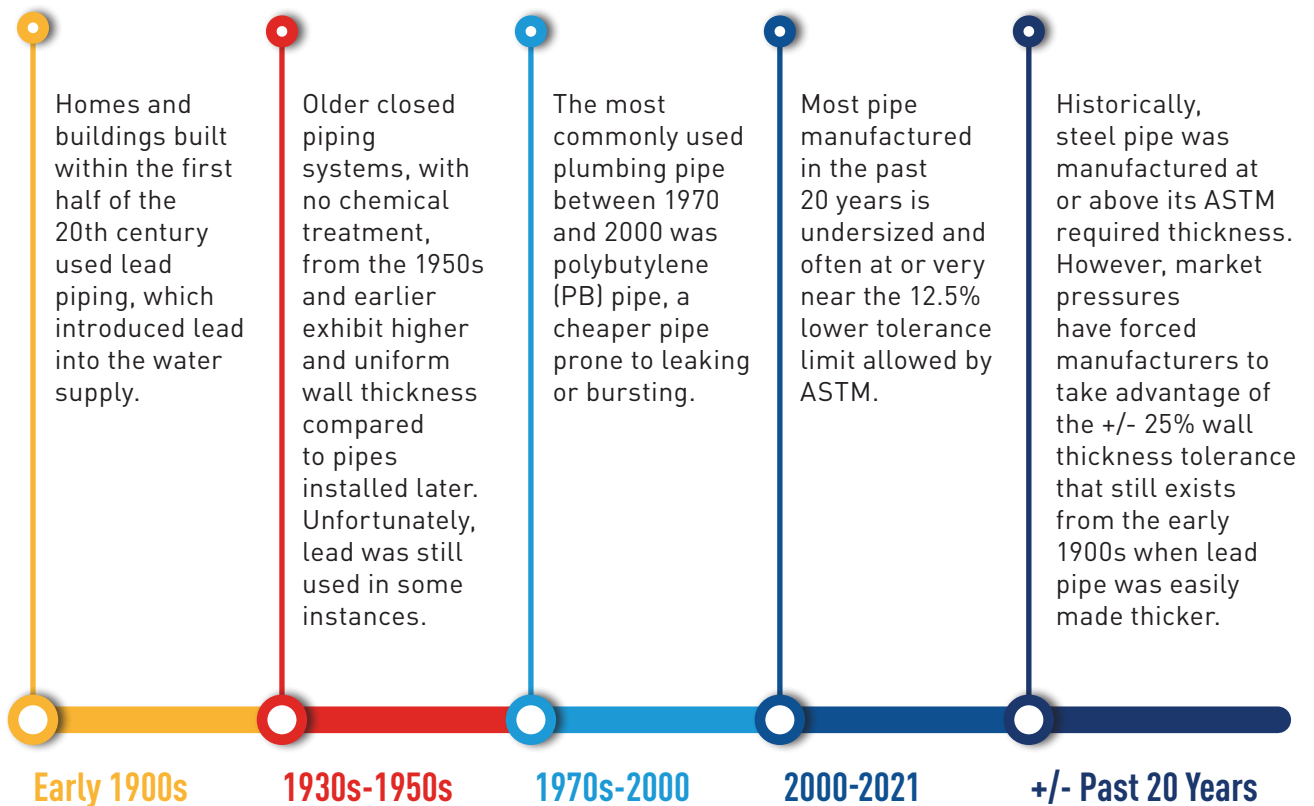 Homes and
buildings built
within the first
half of the
20th century
used lead
piping, which
introduced lead
into the water
supply.
Older closed
piping
systems, with
no chemical
treatment,
from the 1950s
and earlier
exhibit higher
and uniform
wall thickness
compared
to pipes
installed later.
Unfortunately,
lead was still
used in some
instances.
The most
commonly used
plumbing pipe
between 1970
and 2000 was
polybutylene
(PB) pipe, a
cheaper pipe
prone to leaking
or bursting.
Most pipe
manufactured
in the past
20 years is
undersized and
often at or very
near the 12.5%
lower tolerance
limit allowed by
ASTM.
Historically,
steel pipe was
manufactured at
or above its ASTM
required thickness.
However, market
pressures
have forced
manufacturers to
take advantage of
the +/- 25% wall
thickness tolerance
that still exists
from the early
1900s when lead
pipe was easily
made thicker.
Early 1900s
1930s-1950s
1970s-2000
2000-2021
+/- Past 20 Years